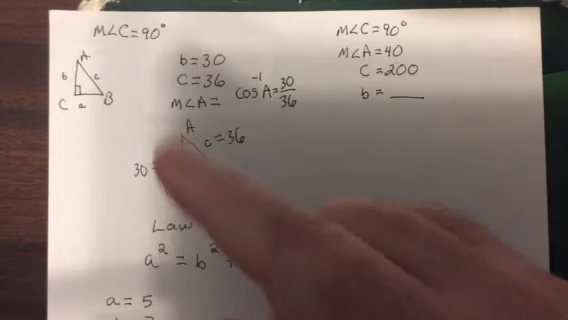 M∠C = 90°
A
b
c
C
a
B
b = 30
C = 36
M∠A =
cos⁻¹A = 30/36
A
c = 36
30 =
Law
a² = b² +
a = 5
M∠C = 90°
M∠A = 40
C = 200
b = ___